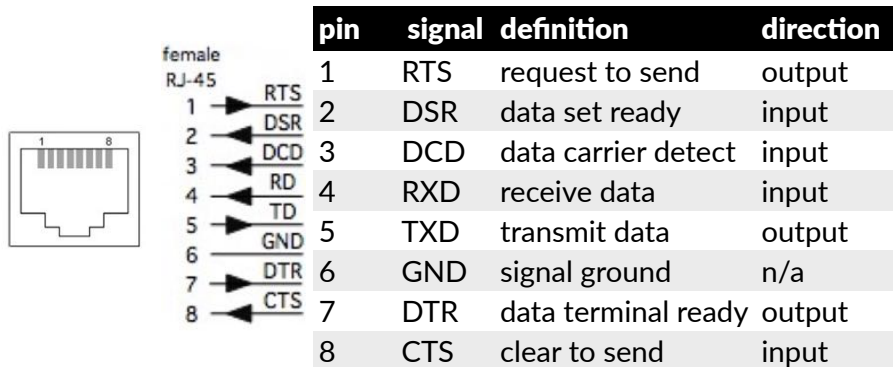 female
RJ-45
1 RTS
2 DSR
3 DCD
4 RD
5 TD
6 GND
7 DTR
8 CTS
1 8
pin signal definition direction
1 RTS request to send output
2 DSR data set ready input
3 DCD data carrier detect input
4 RXD receive data input
5 TXD transmit data output
6 GND signal ground n/a
7 DTR data terminal ready output
8 CTS clear to send input